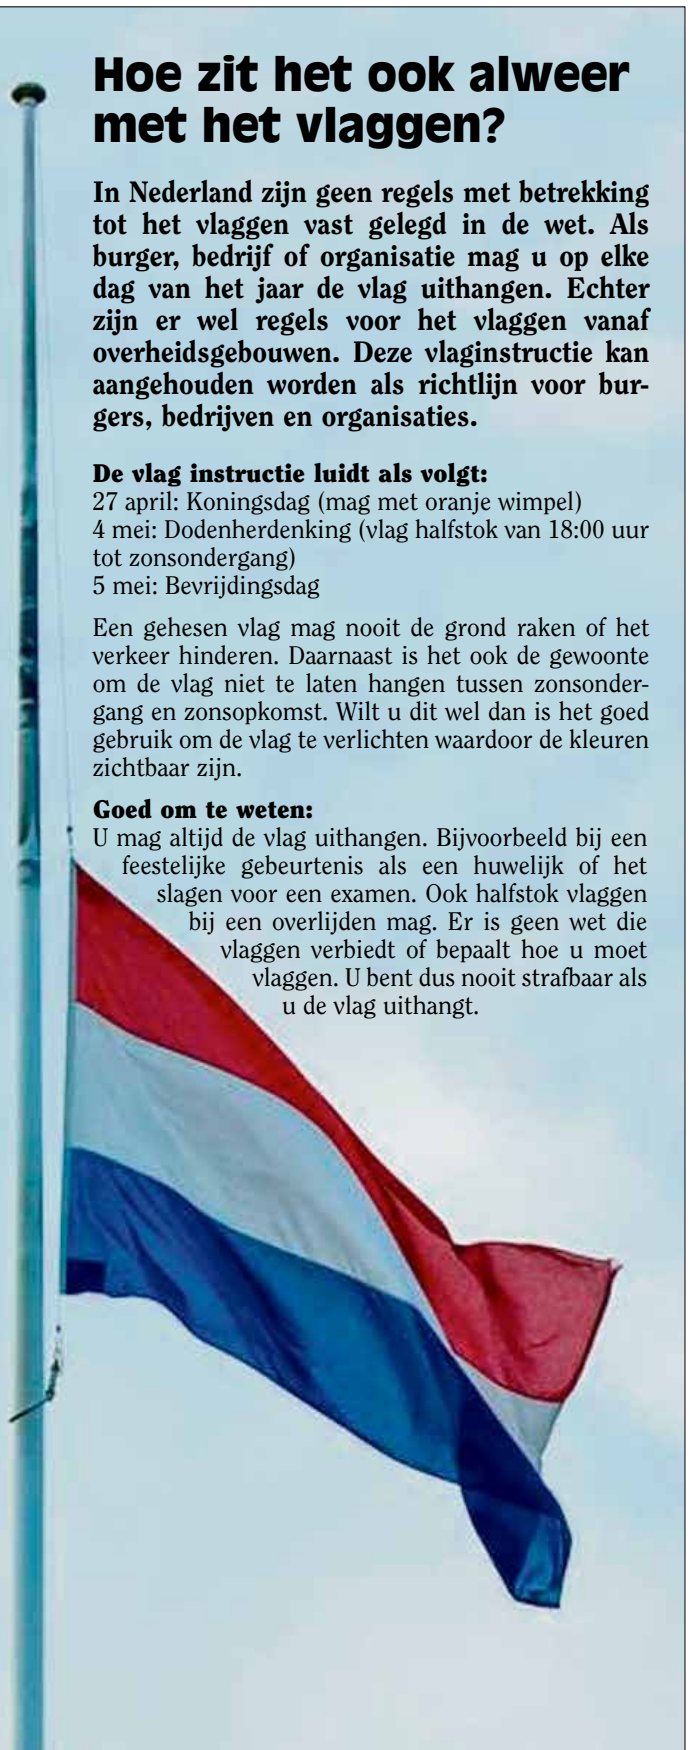 Hoe zit het ook alweer
met het vlaggen?
In Nederland zijn geen regels met betrekking
tot het vlaggen vast gelegd in de wet. Als
burger, bedrijf of organisatie mag u op elke
dag van het jaar de vlag uithangen. Echter
zijn er wel regels voor het vlaggen vanaf
overheidsgebouwen. Deze vlaginstructie kan
aangehouden worden als richtlijn voor bur-
gers, bedrijven en organisaties.
De vlag instructie luidt als volgt:
27 april: Koningsdag (mag met oranje wimpel)
4 mei: Dodenherdenking (vlag halfstok van 18:00 uur
tot zonsondergang)
5 mei: Bevrijdingsdag
Een gehesen vlag mag nooit de grond raken of het
verkeer hinderen. Daarnaast is het ook de gewoonte
om de vlag niet te laten hangen tussen zonsonder-
gang en zonsopkomst. Wilt u dit wel dan is het goed
gebruik om de vlag te verlichten waardoor de kleuren
zichtbaar zijn.
Goed om te weten:
U mag altijd de vlag uithangen. Bijvoorbeeld bij een
feestelijke gebeurtenis als een huwelijk of het
slagen voor een examen. Ook halfstok vlaggen
bij een overlijden mag. Er is geen wet die
vlaggen verbiedt of bepaalt hoe u moet
vlaggen. U bent dus nooit strafbaar als
u de vlag uithangt.